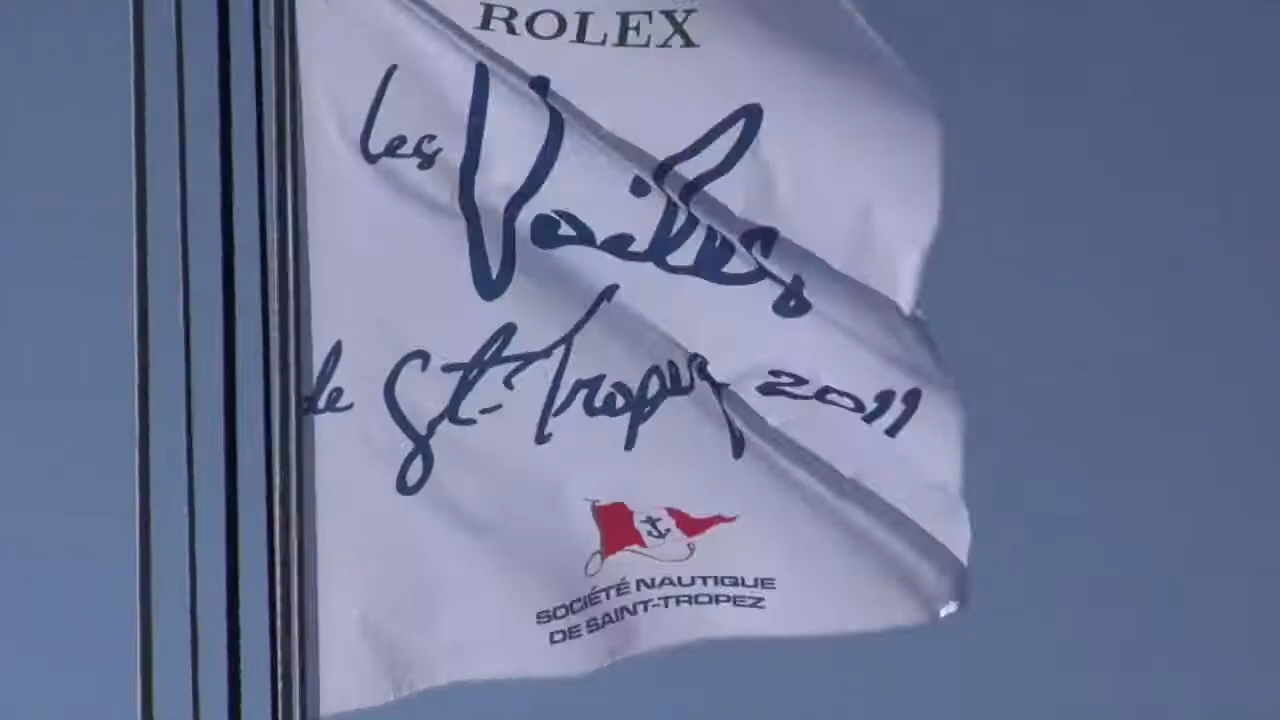 ROLEX
les Voiles
de St-Tropez 2011
SOCIÉTÉ NAUTIQUE
DE SAINT-TROPEZ